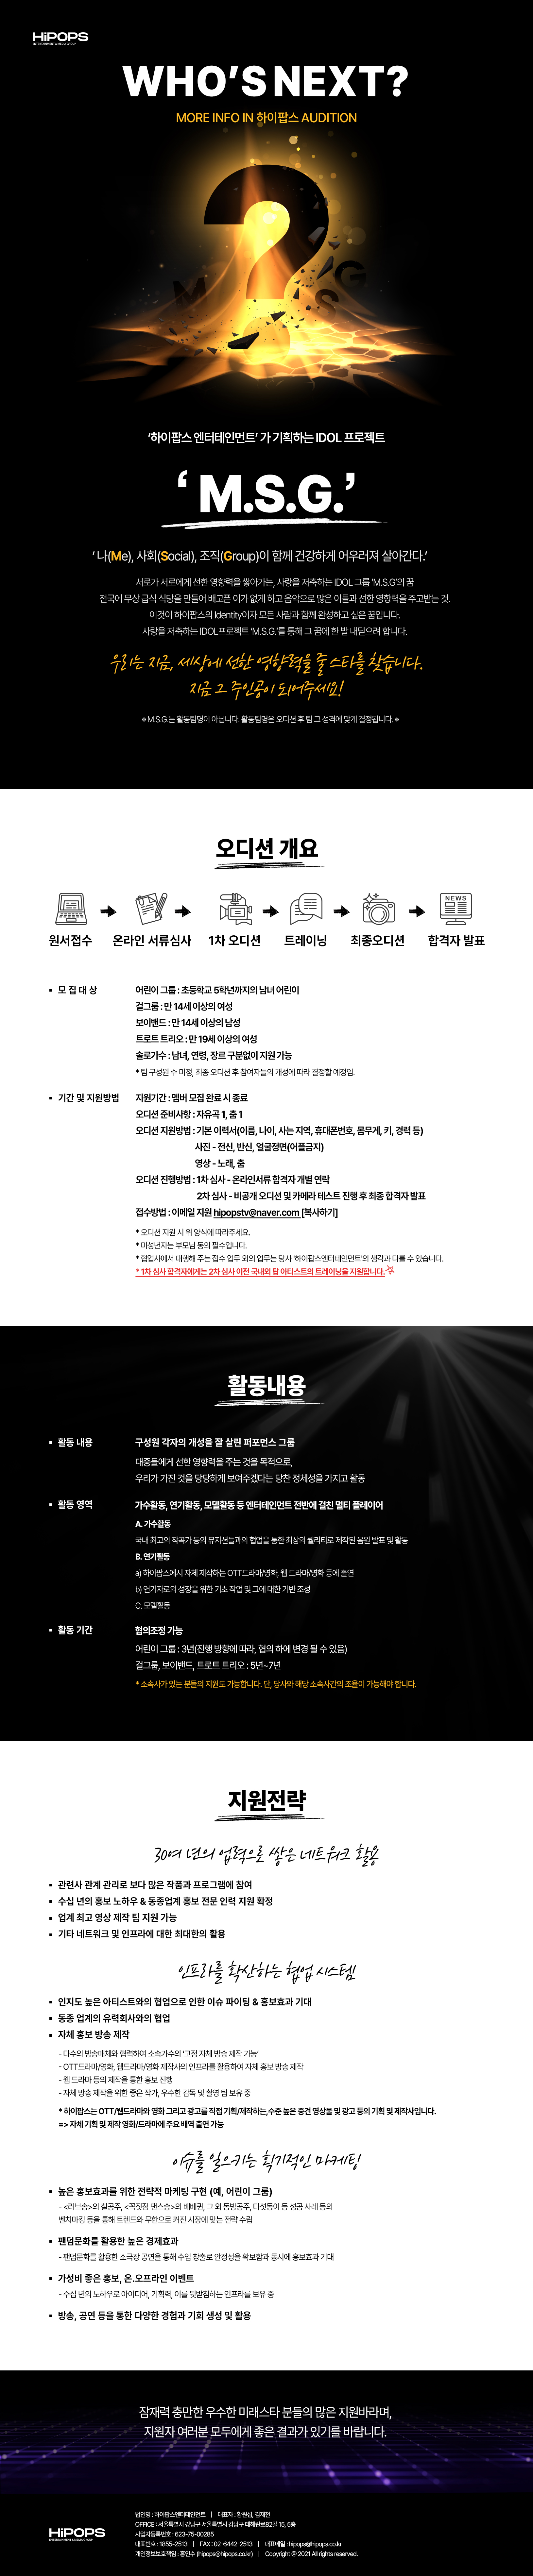 HiPOPS
ENTERTAINMENT & MEDIA GROUP
WHO'S NEXT?
MORE INFO IN 하이팝스 AUDITION
M
S
G
'하이팝스 엔터테인먼트' 가 기획하는 IDOL 프로젝트
' M.S.G.'
' 나(Me), 사회(Social), 조직(Group)이 함께 건강하게 어우러져 살아간다.'
서로가 서로에게 선한 영향력을 쌓아가는, 사랑을 저축하는 IDOL 그룹 'M.S.G'의 꿈
전국에 무상 급식 식당을 만들어 배고픈 이가 없게 하고 음악으로 많은 이들과 선한 영향력을 주고받는 것.
이것이 하이팝스의 Identity이자 모든 사람과 함께 완성하고 싶은 꿈입니다.
사랑을 저축하는 IDOL프로젝트 'M.S.G.'를 통해 그 꿈에 한 발 내딛으려 합니다.
우리는 지금, 세상에 선한 영향력을 줄 스타를 찾습니다.
지금 그 주인공이 되어주세요!
※ M.S.G.는 활동팀명이 아닙니다. 활동팀명은 오디션 후 팀 그 성격에 맞게 결정됩니다. ※
오디션 개요
NEWS
원서접수 온라인 서류심사 1차 오디션 트레이닝 최종오디션 합격자 발표
▪ 모 집 대 상 어린이 그룹 : 초등학교 5학년까지의 남녀 어린이
걸그룹 : 만 14세 이상의 여성
보이밴드 : 만 14세 이상의 남성
트로트 트리오 : 만 19세 이상의 여성
솔로가수 : 남녀, 연령, 장르 구분없이 지원 가능
* 팀 구성원 수 미정, 최종 오디션 후 참여자들의 개성에 따라 결정할 예정임.
▪ 기간 및 지원방법 지원기간 : 멤버 모집 완료 시 종료
오디션 준비사항 : 자유곡 1, 춤 1
오디션 지원방법 : 기본 이력서(이름, 나이, 사는 지역, 휴대폰번호, 몸무게, 키, 경력 등)
사진 - 전신, 반신, 얼굴정면(어플금지)
영상 - 노래, 춤
오디션 진행방법 : 1차 심사 - 온라인서류 합격자 개별 연락
2차 심사 - 비공개 오디션 및 카메라 테스트 진행 후 최종 합격자 발표
접수방법 : 이메일 지원 hipopstv@naver.com [복사하기]
* 오디션 지원 시 위 양식에 따라주세요.
* 미성년자는 부모님 동의 필수입니다.
* 협업사에서 대행해 주는 접수 업무 외의 업무는 당사 '하이팝스엔터테인먼트'의 생각과 다를 수 있습니다.
* 1차 심사 합격자에게는 2차 심사 이전 국내외 탑 아티스트의 트레이닝을 지원합니다.
활동내용
▪ 활동 내용 구성원 각자의 개성을 잘 살린 퍼포먼스 그룹
대중들에게 선한 영향력을 주는 것을 목적으로,
우리가 가진 것을 당당하게 보여주겠다는 당찬 정체성을 가지고 활동
▪ 활동 영역 가수활동, 연기활동, 모델활동 등 엔터테인먼트 전반에 걸친 멀티 플레이어
A. 가수활동
국내 최고의 작곡가 등의 뮤지션들과의 협업을 통한 최상의 퀄리티로 제작된 음원 발표 및 활동
B. 연기활동
a) 하이팝스에서 자체 제작하는 OTT드라마/영화, 웹 드라마/영화 등에 출연
b) 연기자로의 성장을 위한 기초 작업 및 그에 대한 기반 조성
C. 모델활동
▪ 활동 기간 협의조정 가능
어린이 그룹 : 3년(진행 방향에 따라, 협의 하에 변경 될 수 있음)
걸그룹, 보이밴드, 트로트 트리오 : 5년~7년
* 소속사가 있는 분들의 지원도 가능합니다. 단, 당사와 해당 소속사간의 조율이 가능해야 합니다.
지원전략
30여 년의 업력으로 쌓은 네트워크 활용
▪ 관련사 관계 관리로 보다 많은 작품과 프로그램에 참여
▪ 수십 년의 홍보 노하우 & 동종업계 홍보 전문 인력 지원 확정
▪ 업계 최고 영상 제작 팀 지원 가능
▪ 기타 네트워크 및 인프라에 대한 최대한의 활용
인프라를 확산하는 협업 시스템
▪ 인지도 높은 아티스트와의 협업으로 인한 이슈 파이팅 & 홍보효과 기대
▪ 동종 업계의 유력회사와의 협업
▪ 자체 홍보 방송 제작
- 다수의 방송매체와 협력하여 소속가수의 '고정 자체 방송 제작 가능'
- OTT드라마/영화, 웹드라마/영화 제작사의 인프라를 활용하여 자체 홍보 방송 제작
- 웹 드라마 등의 제작을 통한 홍보 진행
- 자체 방송 제작을 위한 좋은 작가, 우수한 감독 및 촬영 팀 보유 중
* 하이팝스는 OTT/웹드라마와 영화 그리고 광고를 직접 기획/제작하는,수준 높은 중견 영상물 및 광고 등의 기획 및 제작사입니다.
=> 자체 기획 및 제작 영화/드라마에 주요 배역 출연 가능
이슈를 일으키는 획기적인 마케팅
▪ 높은 홍보효과를 위한 전략적 마케팅 구현 (예, 어린이 그룹)
- <러브송>의 칠공주, <꼭짓점 댄스송>의 베베퀸, 그 외 동방공주, 다섯동이 등 성공 사례 등의
벤치마킹 등을 통해 트렌드와 무한으로 커진 시장에 맞는 전략 수립
▪ 팬덤문화를 활용한 높은 경제효과
- 팬덤문화를 활용한 소극장 공연을 통해 수입 창출로 안정성을 확보함과 동시에 홍보효과 기대
▪ 가성비 좋은 홍보, 온.오프라인 이벤트
- 수십 년의 노하우로 아이디어, 기획력, 이를 뒷받침하는 인프라를 보유 중
▪ 방송, 공연 등을 통한 다양한 경험과 기회 생성 및 활용
잠재력 충만한 우수한 미래스타 분들의 많은 지원바라며,
지원자 여러분 모두에게 좋은 결과가 있기를 바랍니다.
HiPOPS
ENTERTAINMENT & MEDIA GROUP
법인명 : 하이팝스엔터테인먼트 | 대표자 : 황원섭, 김재전
OFFICE : 서울특별시 강남구 서울특별시 강남구 테헤란로82길 15, 5층
사업자등록번호 : 623-75-00285
대표번호 : 1855-2513 | FAX : 02-6442-2513 | 대표메일 : hipops@hipops.co.kr
개인정보보호책임 : 홍인수 (hipops@hipops.co.kr) | Copyright @ 2021 All rights reserved.